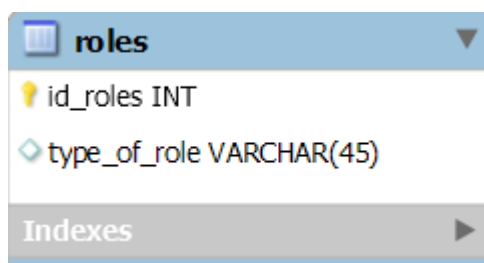 roles
id_roles INT
type_of_role VARCHAR(45)
Indexes